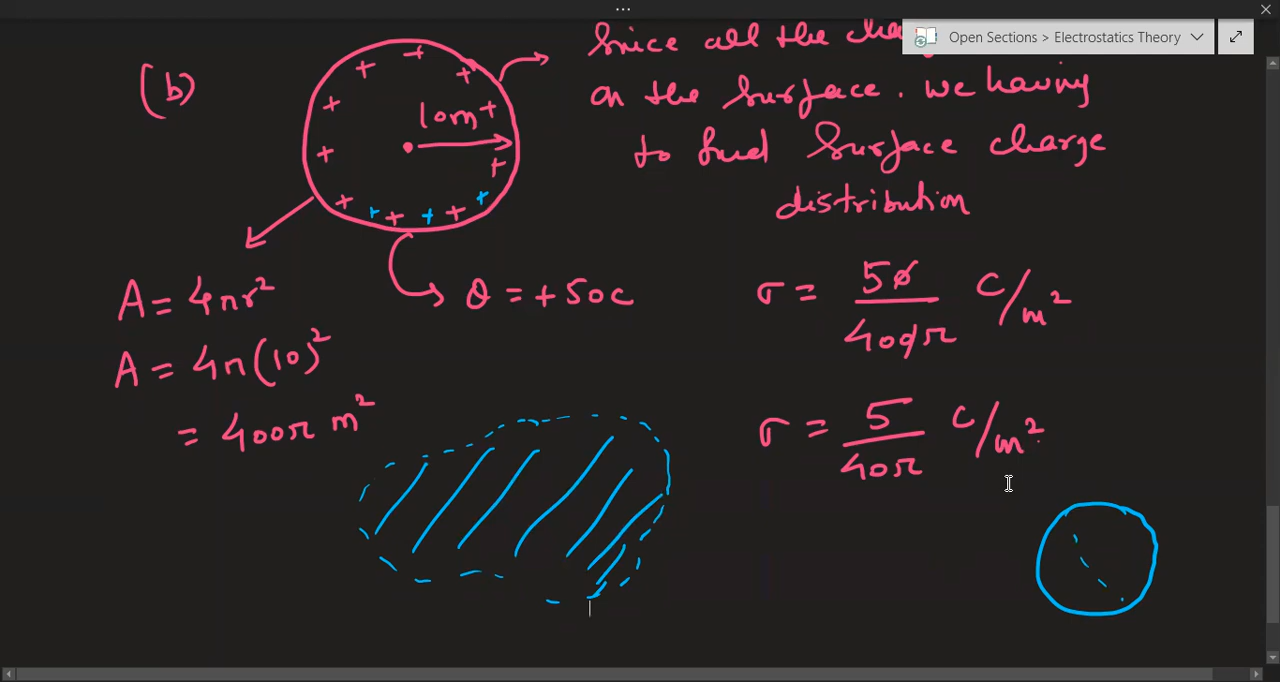 Open Sections > Electrostatics Theory
(b)
Since all the
on the surface. we having
to find surface charge
distribution
10m
A = 4πr²
A = 4π(10)²
= 400π m²
Q = +50C
σ = 50/400π C/m²
σ = 5/40π C/m²